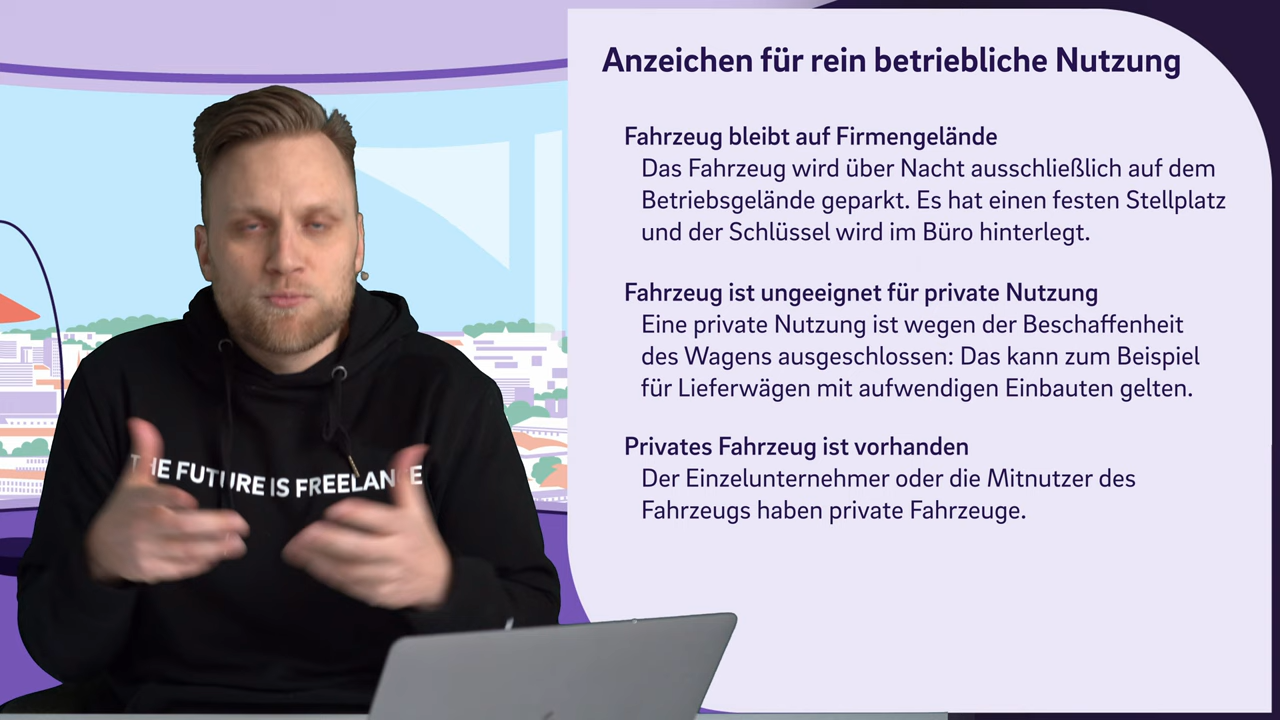 Anzeichen für rein betriebliche Nutzung
Fahrzeug bleibt auf Firmengelände
Das Fahrzeug wird über Nacht ausschließlich auf dem
Betriebsgelände geparkt. Es hat einen festen Stellplatz
und der Schlüssel wird im Büro hinterlegt.
Fahrzeug ist ungeeignet für private Nutzung
Eine private Nutzung ist wegen der Beschaffenheit
des Wagens ausgeschlossen: Das kann zum Beispiel
für Lieferwägen mit aufwendigen Einbauten gelten.
Privates Fahrzeug ist vorhanden
Der Einzelunternehmer oder die Mitnutzer des
Fahrzeugs haben private Fahrzeuge.
THE FUTURE IS FREELANCE